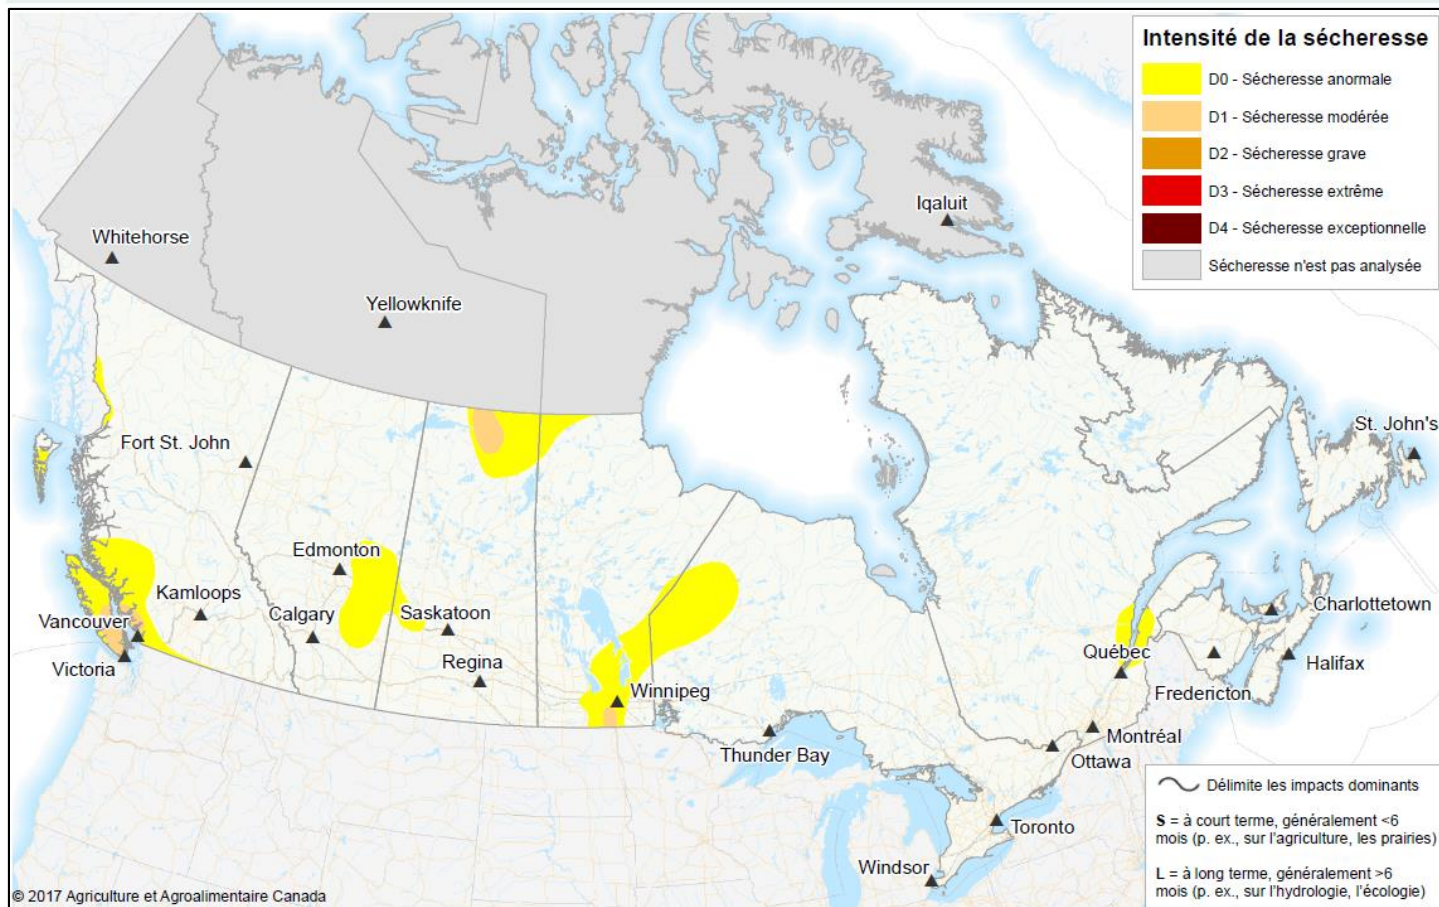 Intensité de la sécheresse
D0 - Sécheresse anormale
D1 - Sécheresse modérée
D2 - Sécheresse grave
D3 - Sécheresse extrême
D4 - Sécheresse exceptionnelle
Sécheresse n'est pas analysée
Iqaluit
Whitehorse
Yellowknife
St. John's
Fort St. John
Edmonton
Kamloops
Calgary
Saskatoon
Charlottetown
Vancouver
Québec
Halifax
Victoria
Regina
Winnipeg
Fredericton
Montréal
Thunder Bay
Ottawa
Toronto
Windsor
Délimite les impacts dominants
S = à court terme, généralement <6
mois (p. ex., sur l'agriculture, les prairies)
L = à long terme, généralement >6
mois (p. ex., sur l'hydrologie, l'écologie)
© 2017 Agriculture et Agroalimentaire Canada